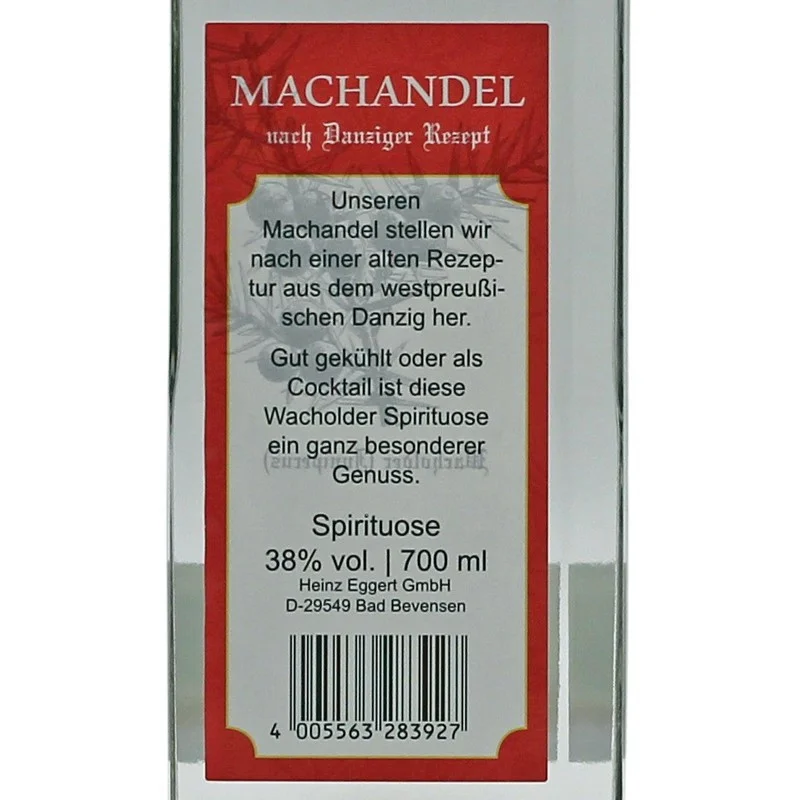 MACHANDEL
nach Danziger Rezept
Unseren
Machandel stellen wir
nach einer alten Rezep-
tur aus dem westpreußi-
schen Danzig her.
Gut gekühlt oder als
Cocktail ist diese
Wacholder Spirituose
ein ganz besonderer
Genuss.
Wacholder (Juniperus)
Spirituose
38% vol. | 700 ml
Heinz Eggert GmbH
D-29549 Bad Bevensen
4 005563 283927